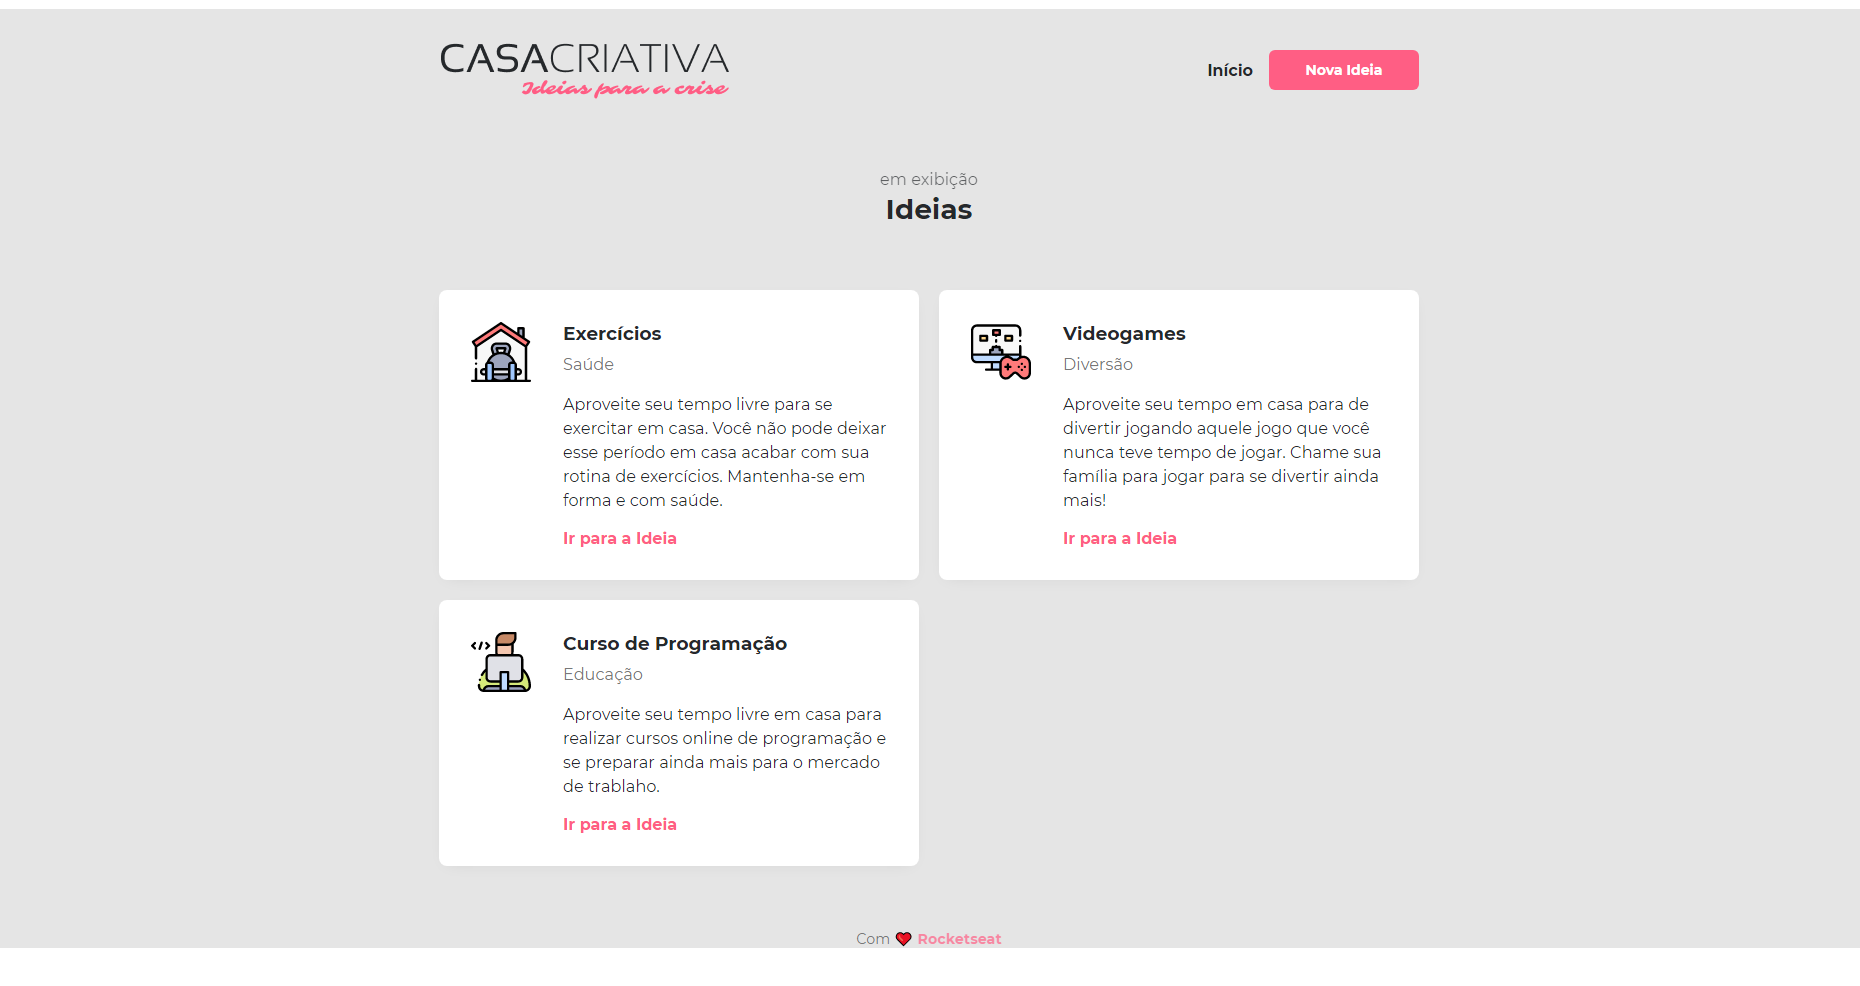 CASACRIATIVA
Ideias para a crise
Início
Nova Ideia
em exibição
Ideias
Exercícios
Saúde
Aproveite seu tempo livre para se
exercitar em casa. Você não pode deixar
esse período em casa acabar com sua
rotina de exercícios. Mantenha-se em
forma e com saúde.
Ir para a Ideia
Videogames
Diversão
Aproveite seu tempo em casa para de
divertir jogando aquele jogo que você
nunca teve tempo de jogar. Chame sua
família para jogar para se divertir ainda
mais!
Ir para a Ideia
Curso de Programação
Educação
Aproveite seu tempo livre em casa para
realizar cursos online de programação e
se preparar ainda mais para o mercado
de trablaho.
Ir para a Ideia
Com ❤ Rocketseat